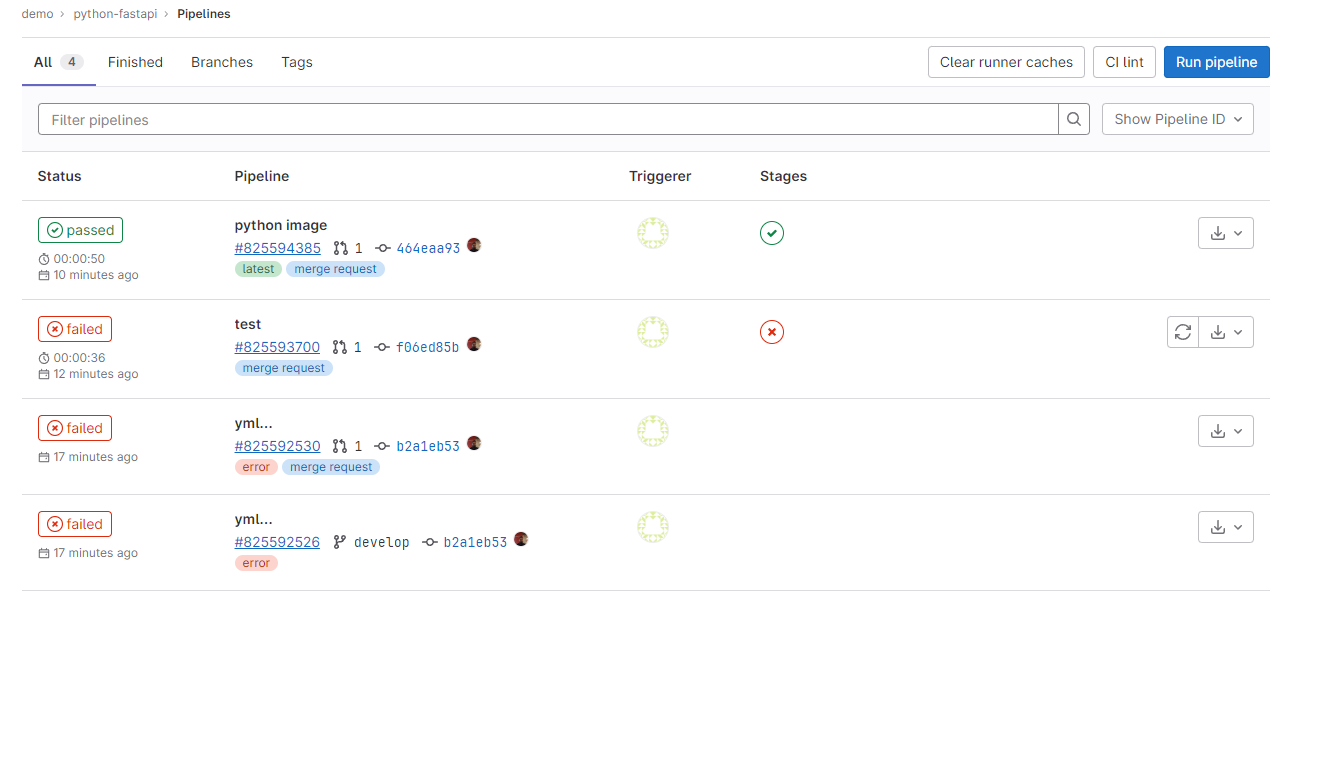 demo › python-fastapi › Pipelines
All 4 Finished Branches Tags Clear runner caches CI lint Run pipeline
Filter pipelines Show Pipeline ID
Status Pipeline Triggerer Stages
passed python image
#825594385 1 464eaa93
00:00:50
latest merge request
10 minutes ago
failed test
#825593700 1 f06ed85b
00:00:36
merge request
12 minutes ago
failed yml...
#825592530 1 b2a1eb53
17 minutes ago
error merge request
failed yml...
#825592526 develop b2a1eb53
17 minutes ago
error